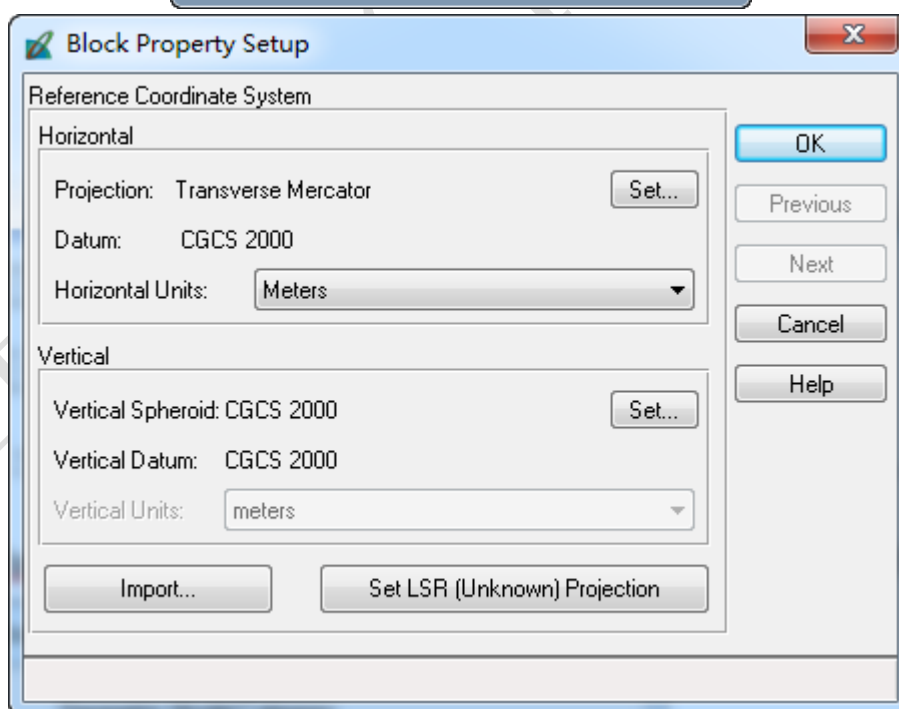 Block Property Setup
Reference Coordinate System
Horizontal
Projection: Transverse Mercator
Set...
Datum: CGCS 2000
Horizontal Units: Meters
Vertical
Vertical Spheroid: CGCS 2000
Set...
Vertical Datum: CGCS 2000
Vertical Units: meters
Import...
Set LSR (Unknown) Projection
OK
Previous
Next
Cancel
Help